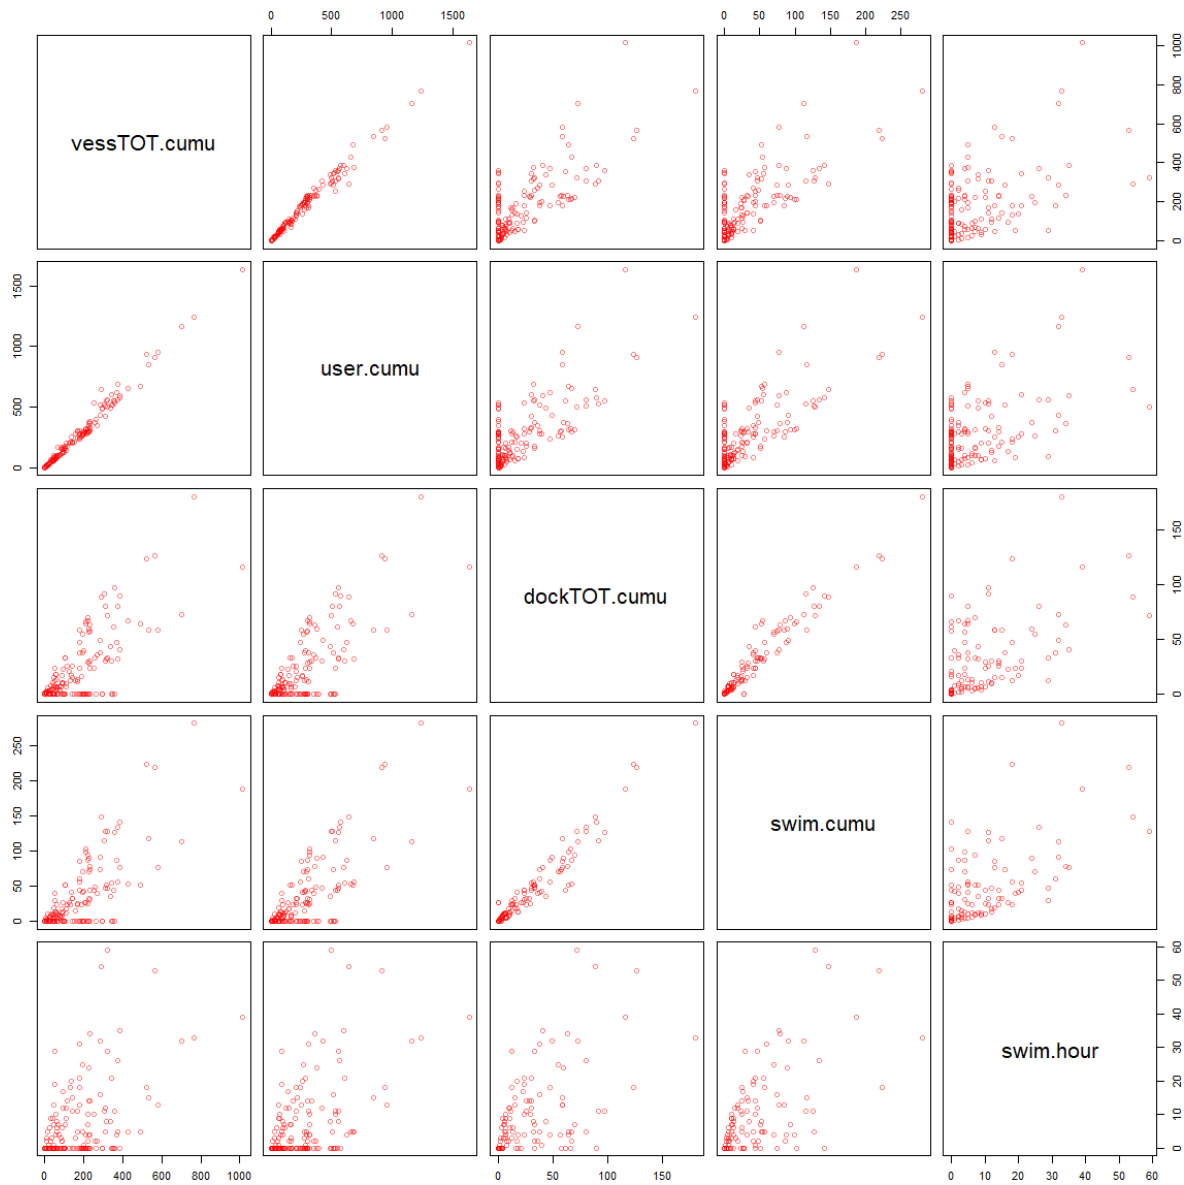 0 500 1000 1500 0 50 100 150 200 250
vessTOT.cumu
0 200 400 600 800 1000
user.cumu
0 500 1000 1500
dockTOT.cumu
0 50 100 150
swim.cumu
0 50 100 150 200 250
swim.hour
0 10 20 30 40 50 60
0 200 400 600 800 1000 0 50 100 150 0 10 20 30 40 50 60